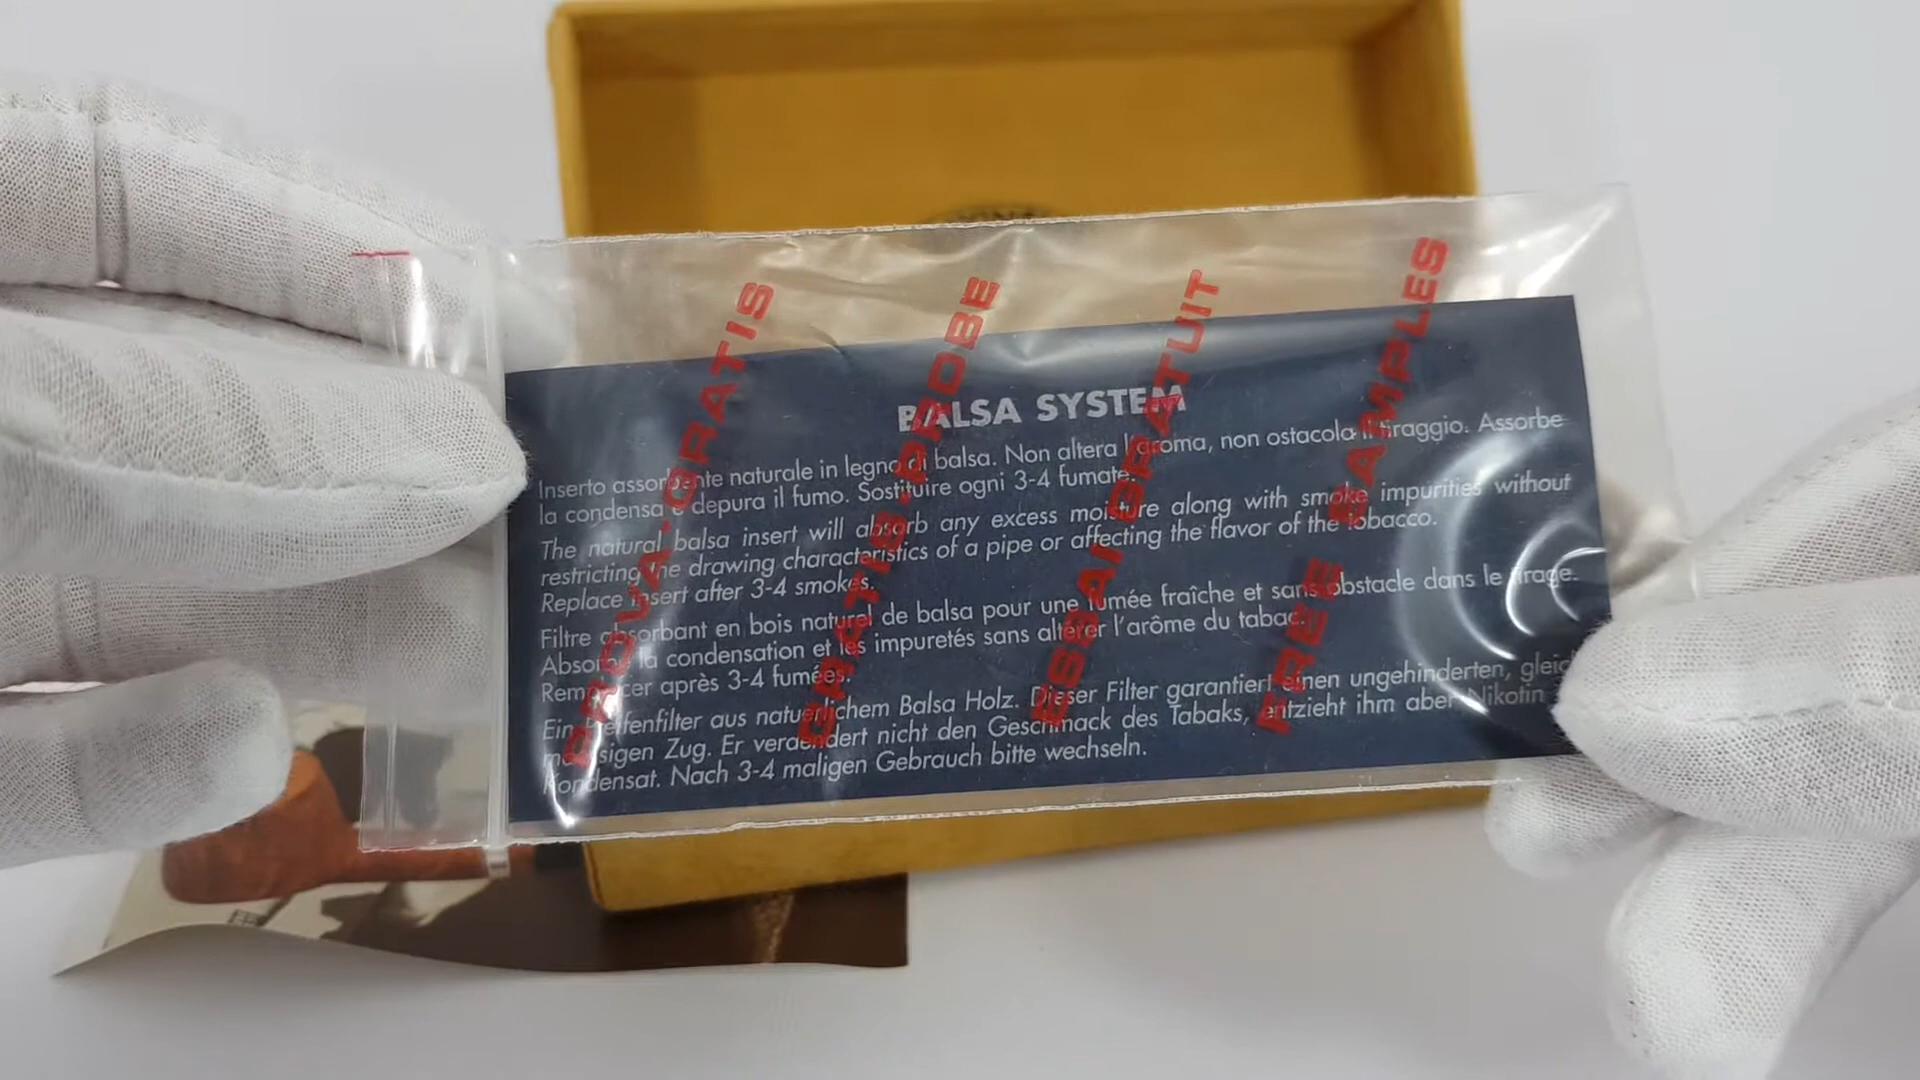 BALSA SYSTEM
Inserto assorbente naturale in legno di balsa. Non altera l'aroma, non ostacola il tiraggio. Assorbe
la condensa e depura il fumo. Sostituire ogni 3-4 fumate.
The natural balsa insert will absorb any excess moisture along with smoke impurities without
restricting the drawing characteristics of a pipe or affecting the flavor of the tobacco.
Replace insert after 3-4 smokes.
Filtre absorbant en bois naturel de balsa pour une fumée fraîche et sans obstacle dans le tirage.
Absorbe la condensation et les impuretés sans altérer l'arôme du tabac.
Remplacer après 3-4 fumées.
Ein Pfeifenfilter aus natuerlichem Balsa Holz. Dieser Filter garantiert einen ungehinderten, gleich
maessigen Zug. Er veraendert nicht den Geschmack des Tabaks, entzieht ihm aber Nikotin
Kondensat. Nach 3-4 maligen Gebrauch bitte wechseln.
PROVA-GRATIS
GRATIS-PROBE
ESSAI GRATUIT
FREE SAMPLES